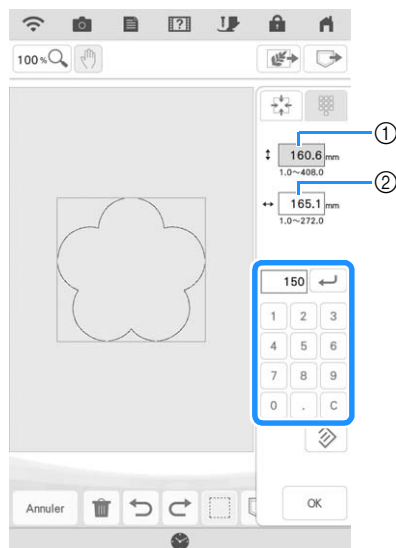 100 %
①
160.6 mm
1.0~408.0
②
165.1 mm
1.0~272.0
150
1 2 3
4 5 6
7 8 9
0 . C
Annuler
OK